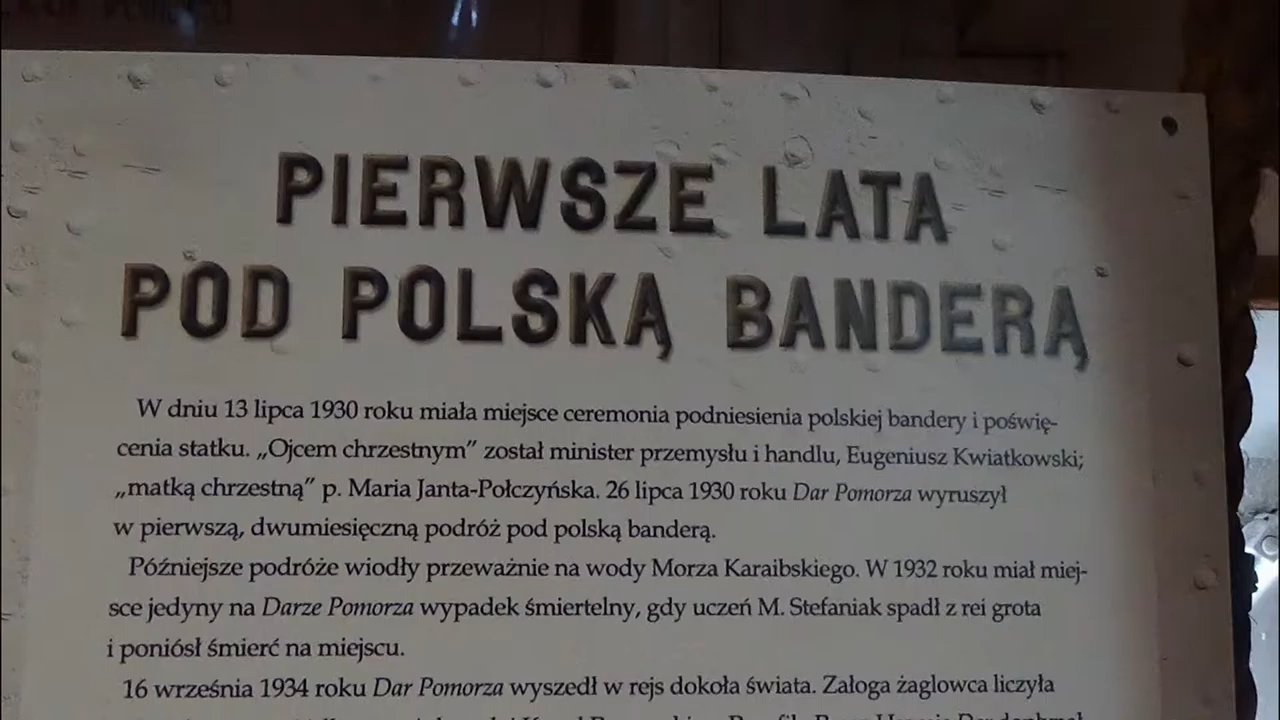 PIERWSZE LATA
POD POLSKĄ BANDERĄ
W dniu 13 lipca 1930 roku miała miejsce ceremonia podniesienia polskiej bandery i poświę-
cenia statku. „Ojcem chrzestnym” został minister przemysłu i handlu, Eugeniusz Kwiatkowski;
„matką chrzestną” p. Maria Janta-Połczyńska. 26 lipca 1930 roku Dar Pomorza wyruszył
w pierwszą, dwumiesięczną podróż pod polską banderą.
Późniejsze podróże wiodły przeważnie na wody Morza Karaibskiego. W 1932 roku miał miej-
sce jedyny na Darze Pomorza wypadek śmiertelny, gdy uczeń M. Stefaniak spadł z rei grota
i poniósł śmierć na miejscu.
16 września 1934 roku Dar Pomorza wyszedł w rejs dokoła świata. Załoga żaglowca liczyła